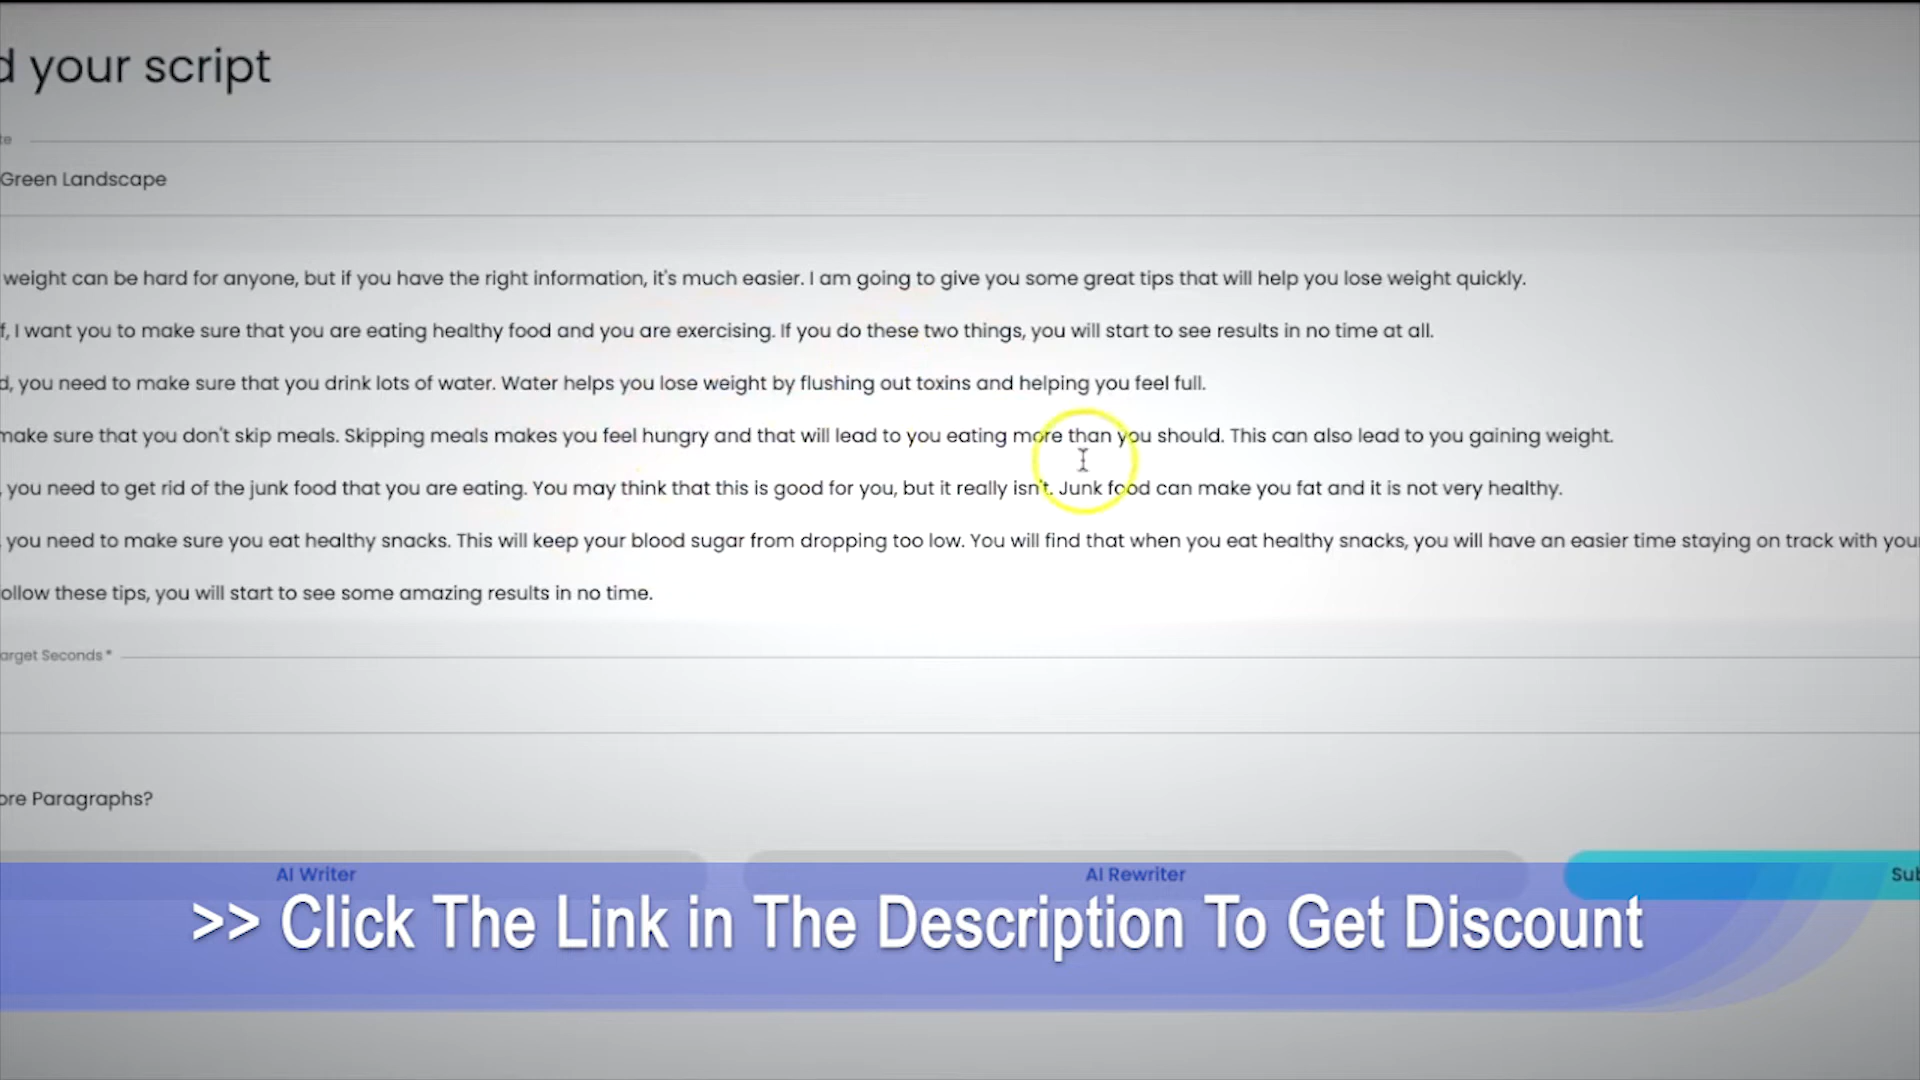 d your script
te
Green Landscape
weight can be hard for anyone, but if you have the right information, it's much easier. I am going to give you some great tips that will help you lose weight quickly.
f, I want you to make sure that you are eating healthy food and you are exercising. If you do these two things, you will start to see results in no time at all.
d, you need to make sure that you drink lots of water. Water helps you lose weight by flushing out toxins and helping you feel full.
make sure that you don't skip meals. Skipping meals makes you feel hungry and that will lead to you eating more than you should. This can also lead to you gaining weight.
, you need to get rid of the junk food that you are eating. You may think that this is good for you, but it really isn't. Junk food can make you fat and it is not very healthy.
, you need to make sure you eat healthy snacks. This will keep your blood sugar from dropping too low. You will find that when you eat healthy snacks, you will have an easier time staying on track with your
ollow these tips, you will start to see some amazing results in no time.
arget Seconds *
ore Paragraphs?
AI Writer AI Rewriter Sub
>> Click The Link in The Description To Get Discount